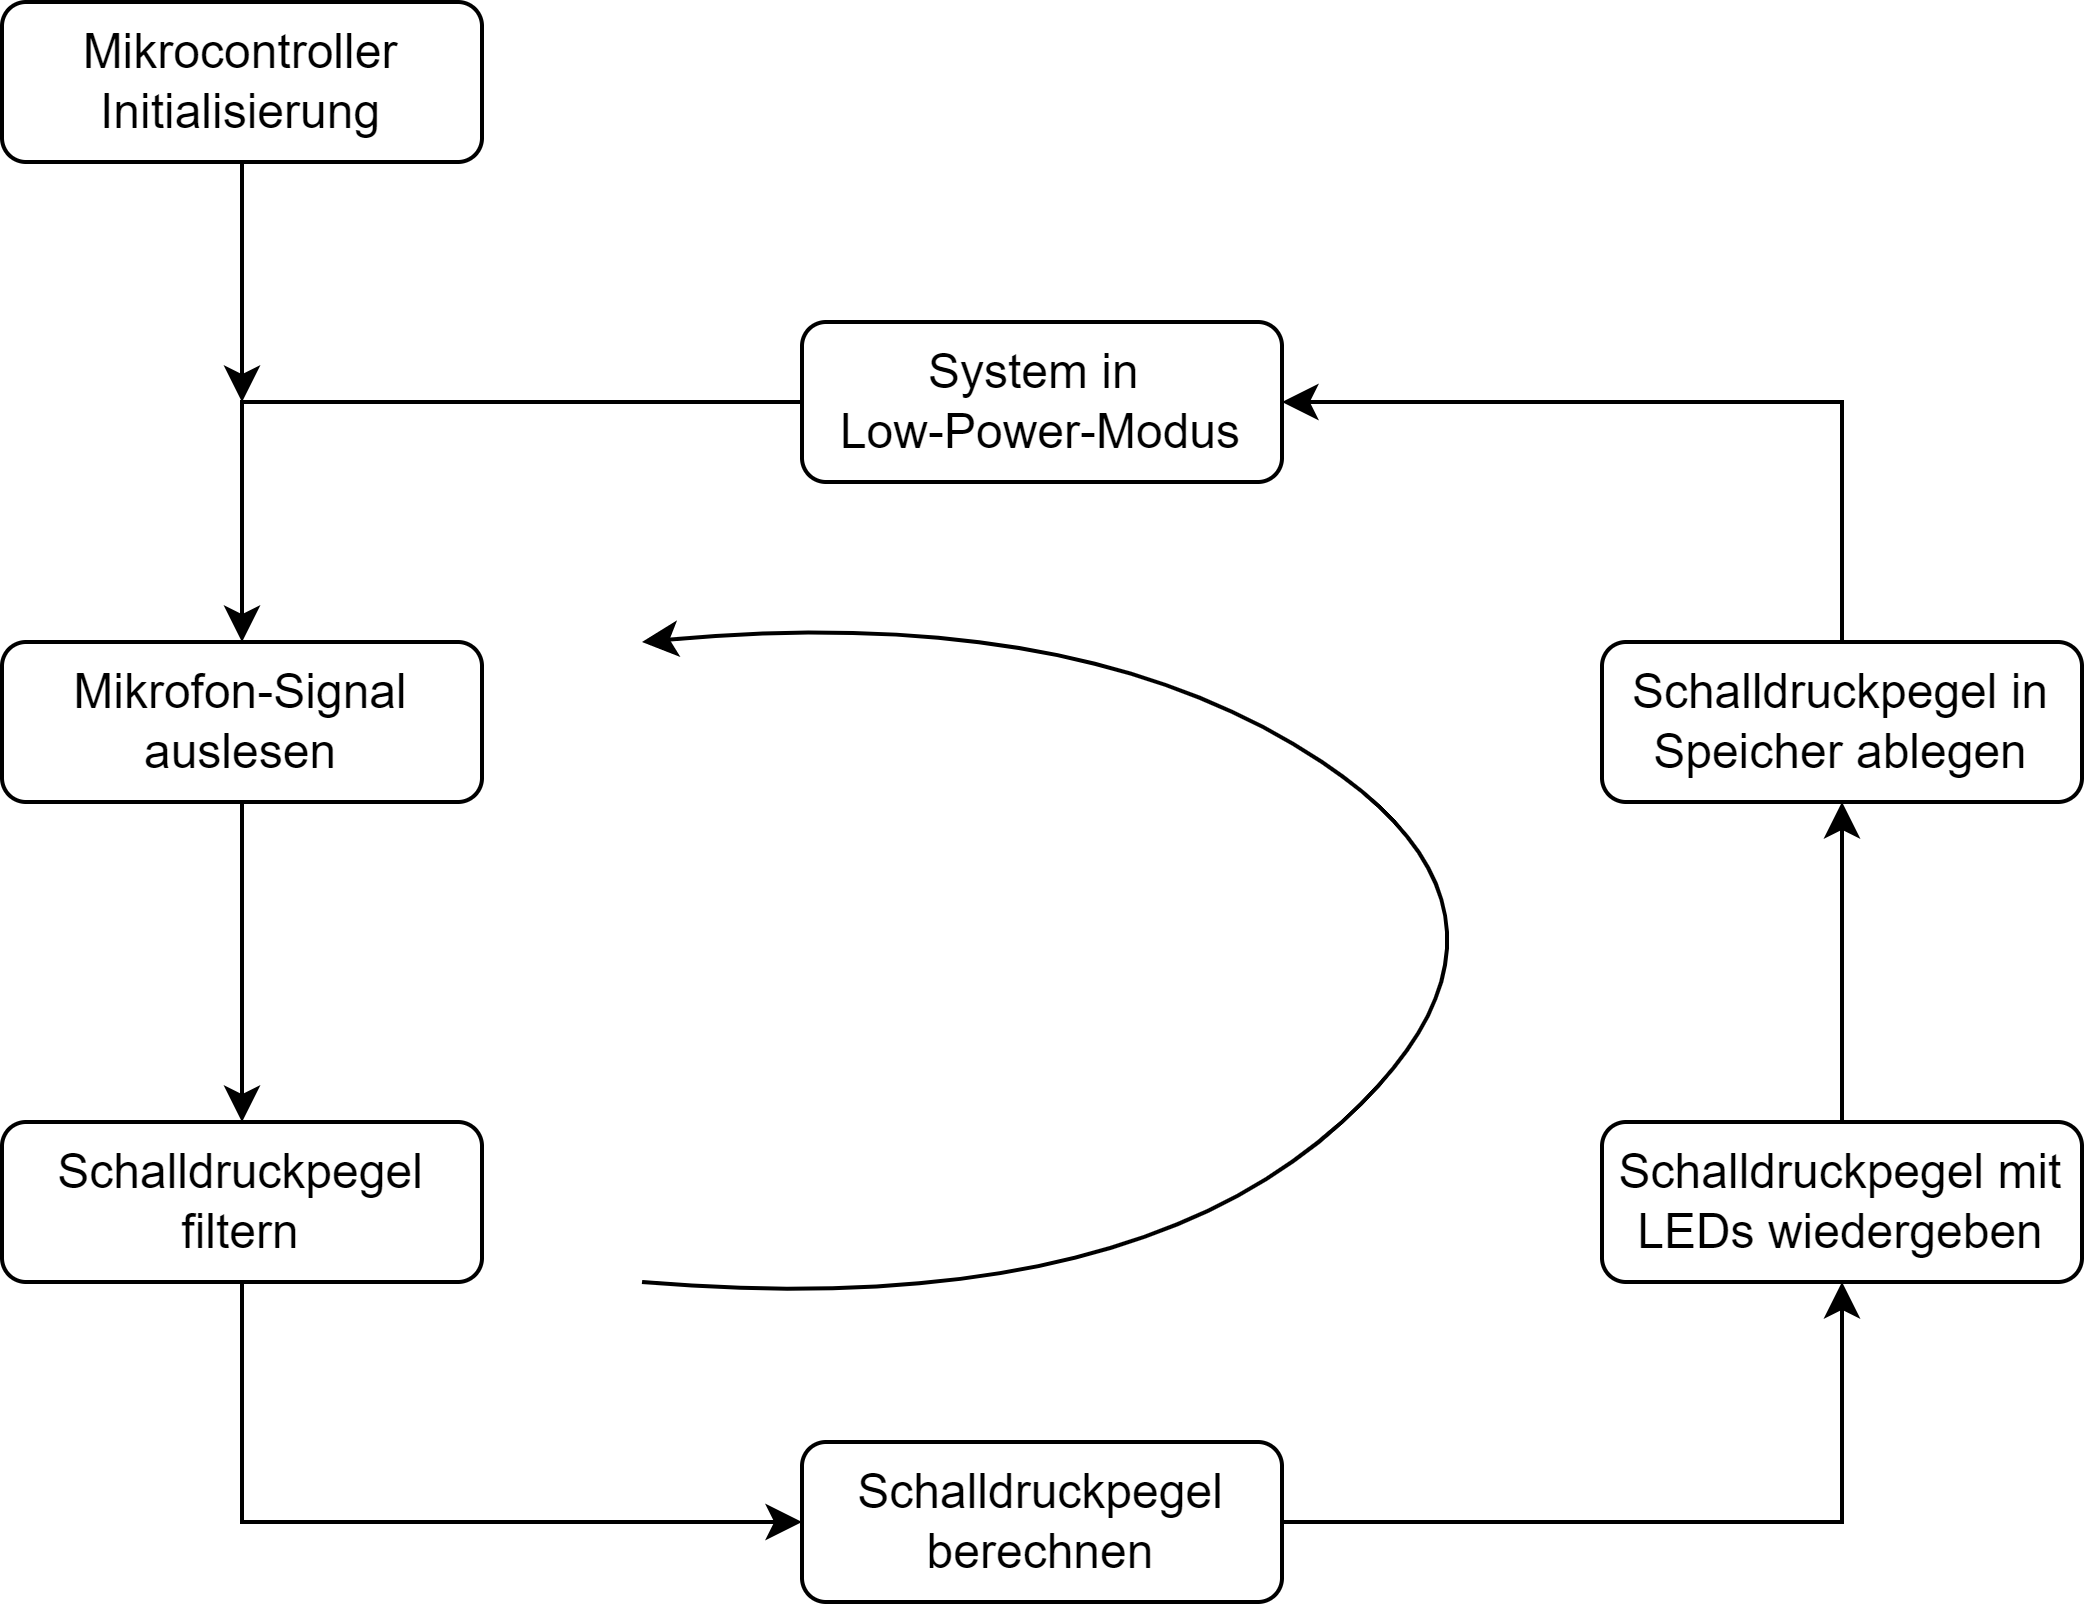 Mikrocontroller
Initialisierung
System in
Low-Power-Modus
Mikrofon-Signal
auslesen
Schalldruckpegel in
Speicher ablegen
Schalldruckpegel
filtern
Schalldruckpegel mit
LEDs wiedergeben
Schalldruckpegel
berechnen